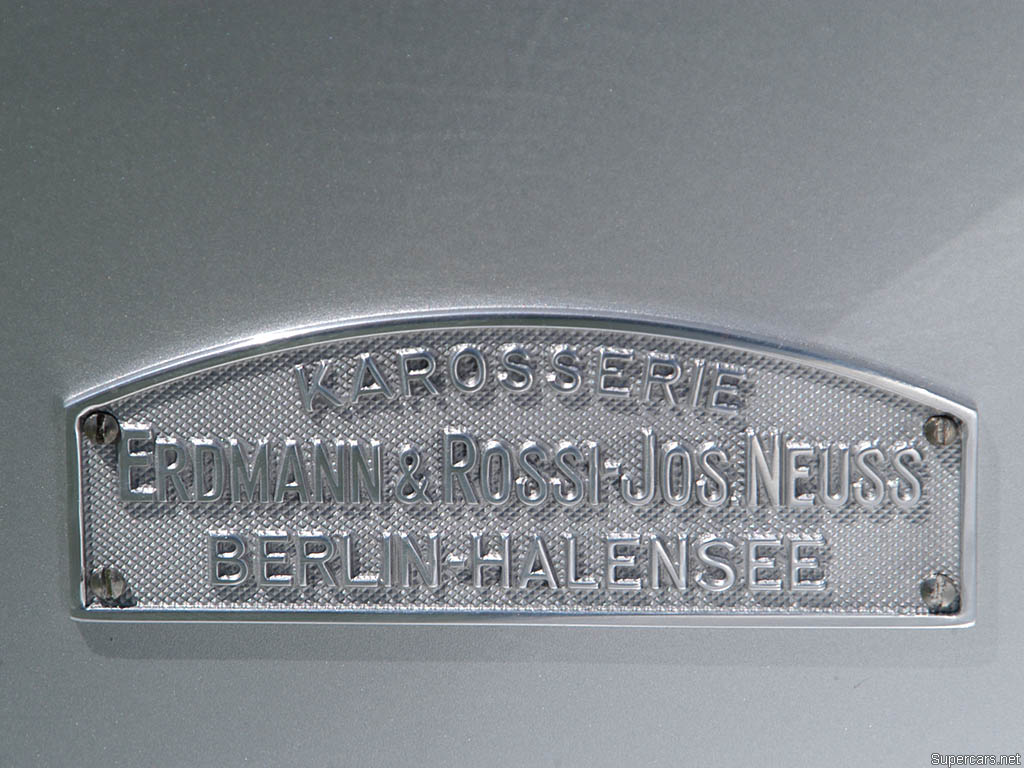 KAROSSERIE
ERDMANN & ROSSI-JOS. NEUSS
BERLIN-HALENSEE
Supercars.net